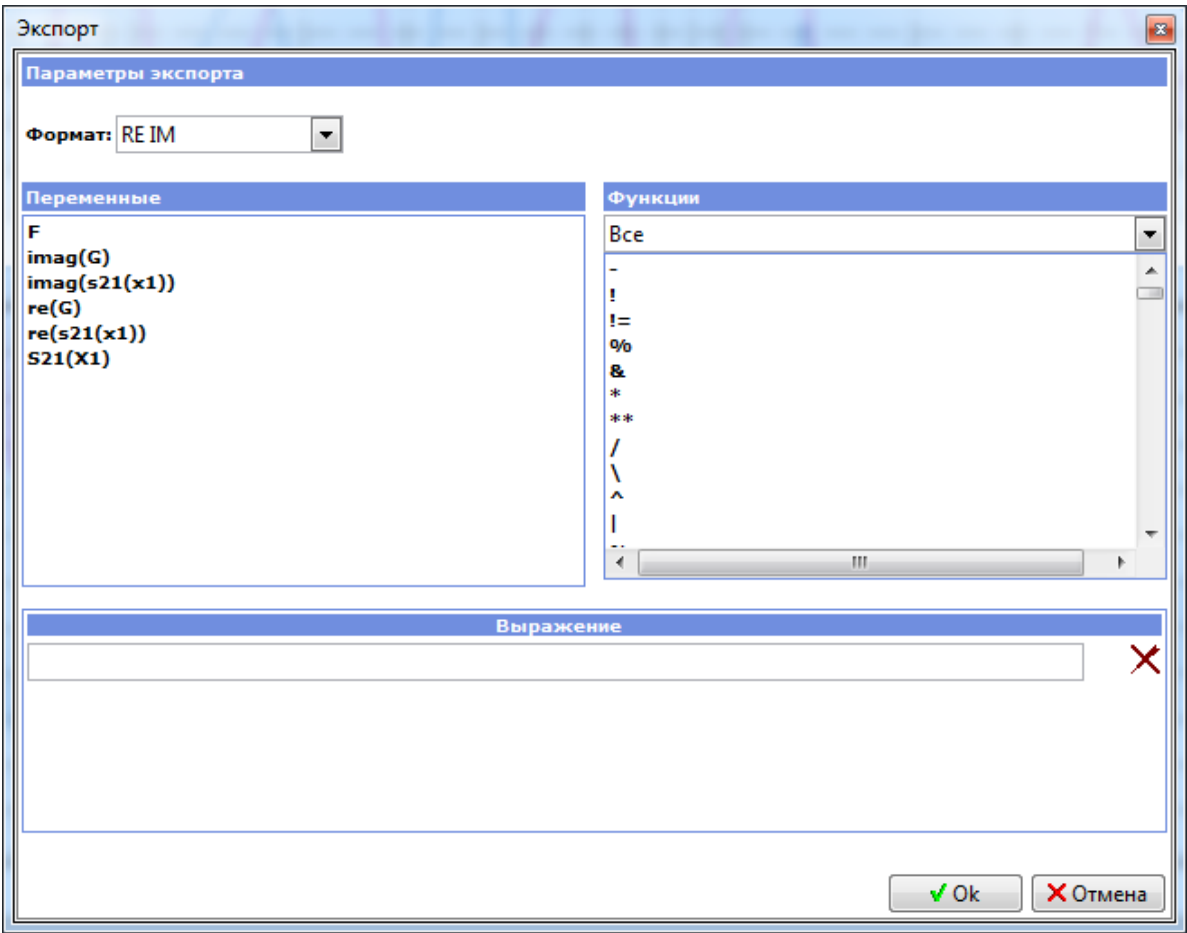 Экспорт
Параметры экспорта
Формат: RE IM
Переменные
F
imag(G)
imag(s21(x1))
re(G)
re(s21(x1))
S21(X1)
Функции
Все
-
!
!=
%
&
*
**
/
\
^
|
Выражение
Ok
Отмена